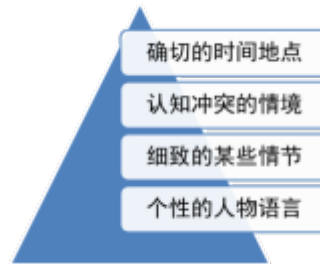 确切的时间地点
认知冲突的情境
细致的某些情节
个性的人物语言